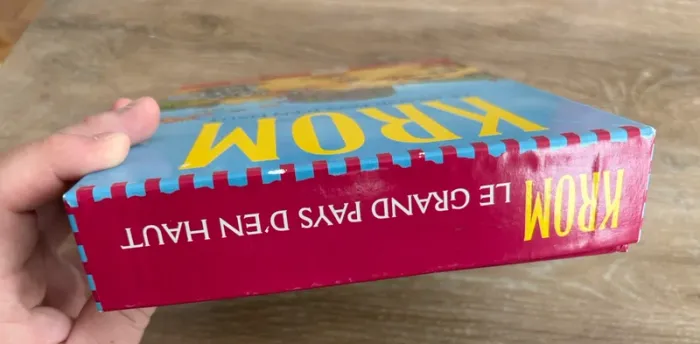 KROM
KROM LE GRAND PAYS D'EN HAUT